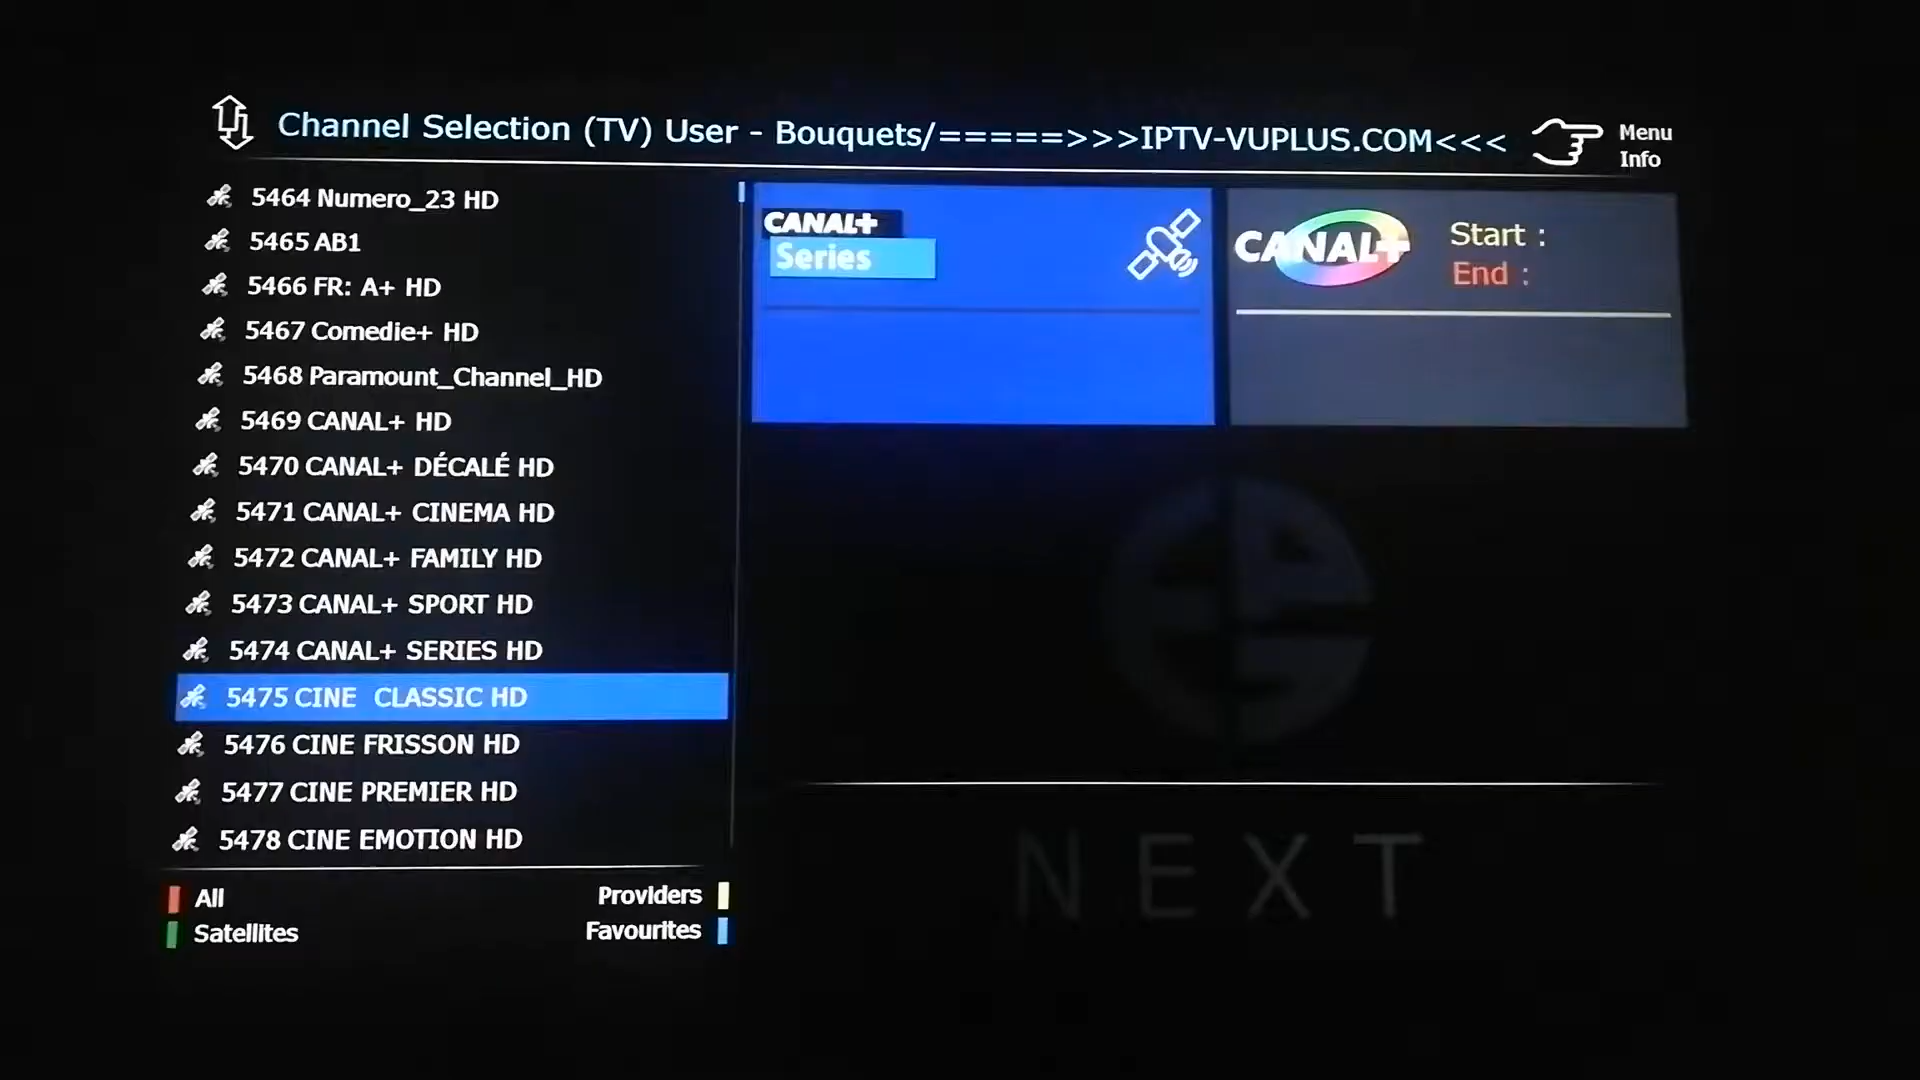 Channel Selection (TV) User - Bouquets/=====>>>IPTV-VUPLUS.COM<<<
Menu
Info
5464 Numero_23 HD
5465 AB1
5466 FR: A+ HD
5467 Comedie+ HD
5468 Paramount_Channel_HD
5469 CANAL+ HD
5470 CANAL+ DÉCALÉ HD
5471 CANAL+ CINEMA HD
5472 CANAL+ FAMILY HD
5473 CANAL+ SPORT HD
5474 CANAL+ SERIES HD
5475 CINE  CLASSIC HD
5476 CINE FRISSON HD
5477 CINE PREMIER HD
5478 CINE EMOTION HD
All
Satellites
Providers
Favourites
CANAL+
Series
CANAL+
Start :
End :
NEXT